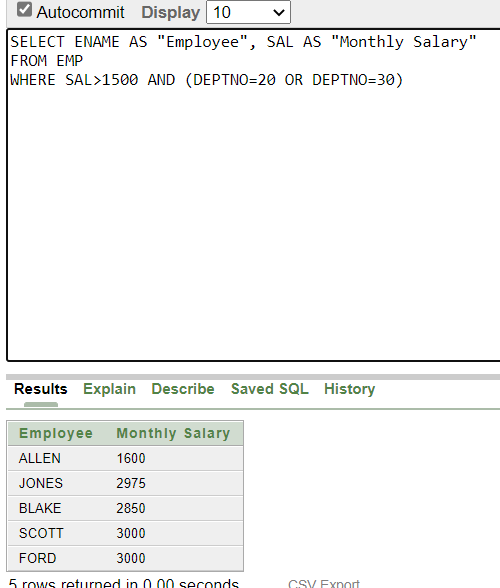 Autocommit Display 10
SELECT ENAME AS "Employee", SAL AS "Monthly Salary"
FROM EMP
WHERE SAL>1500 AND (DEPTNO=20 OR DEPTNO=30)
Results Explain Describe Saved SQL History
Employee Monthly Salary
ALLEN 1600
JONES 2975
BLAKE 2850
SCOTT 3000
FORD 3000
5 rows returned in 0.00 seconds CSV Export